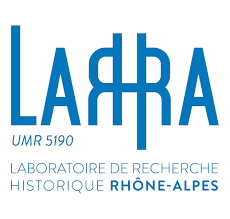 LARHRA
UMR 5190
LABORATOIRE DE RECHERCHE
HISTORIQUE RHÔNE-ALPES